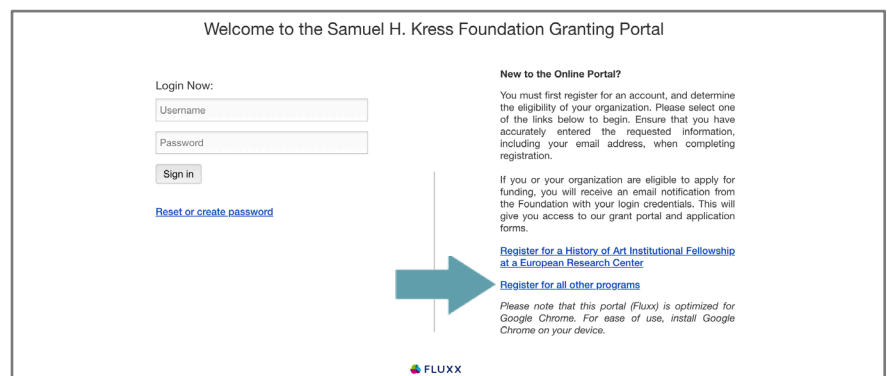 Welcome to the Samuel H. Kress Foundation Granting Portal
Login Now:
Username
Password
Sign in
Reset or create password
New to the Online Portal?
You must first register for an account, and determine
the eligibility of your organization. Please select one
of the links below to begin. Ensure that you have
accurately entered the requested information,
including your email address, when completing
registration.
If you or your organization are eligible to apply for
funding, you will receive an email notification from
the Foundation with your login credentials. This will
give you access to our grant portal and application
forms.
Register for a History of Art Institutional Fellowship
at a European Research Center
Register for all other programs
Please note that this portal (Fluxx) is optimized for
Google Chrome. For ease of use, install Google
Chrome on your device.
FLUXX